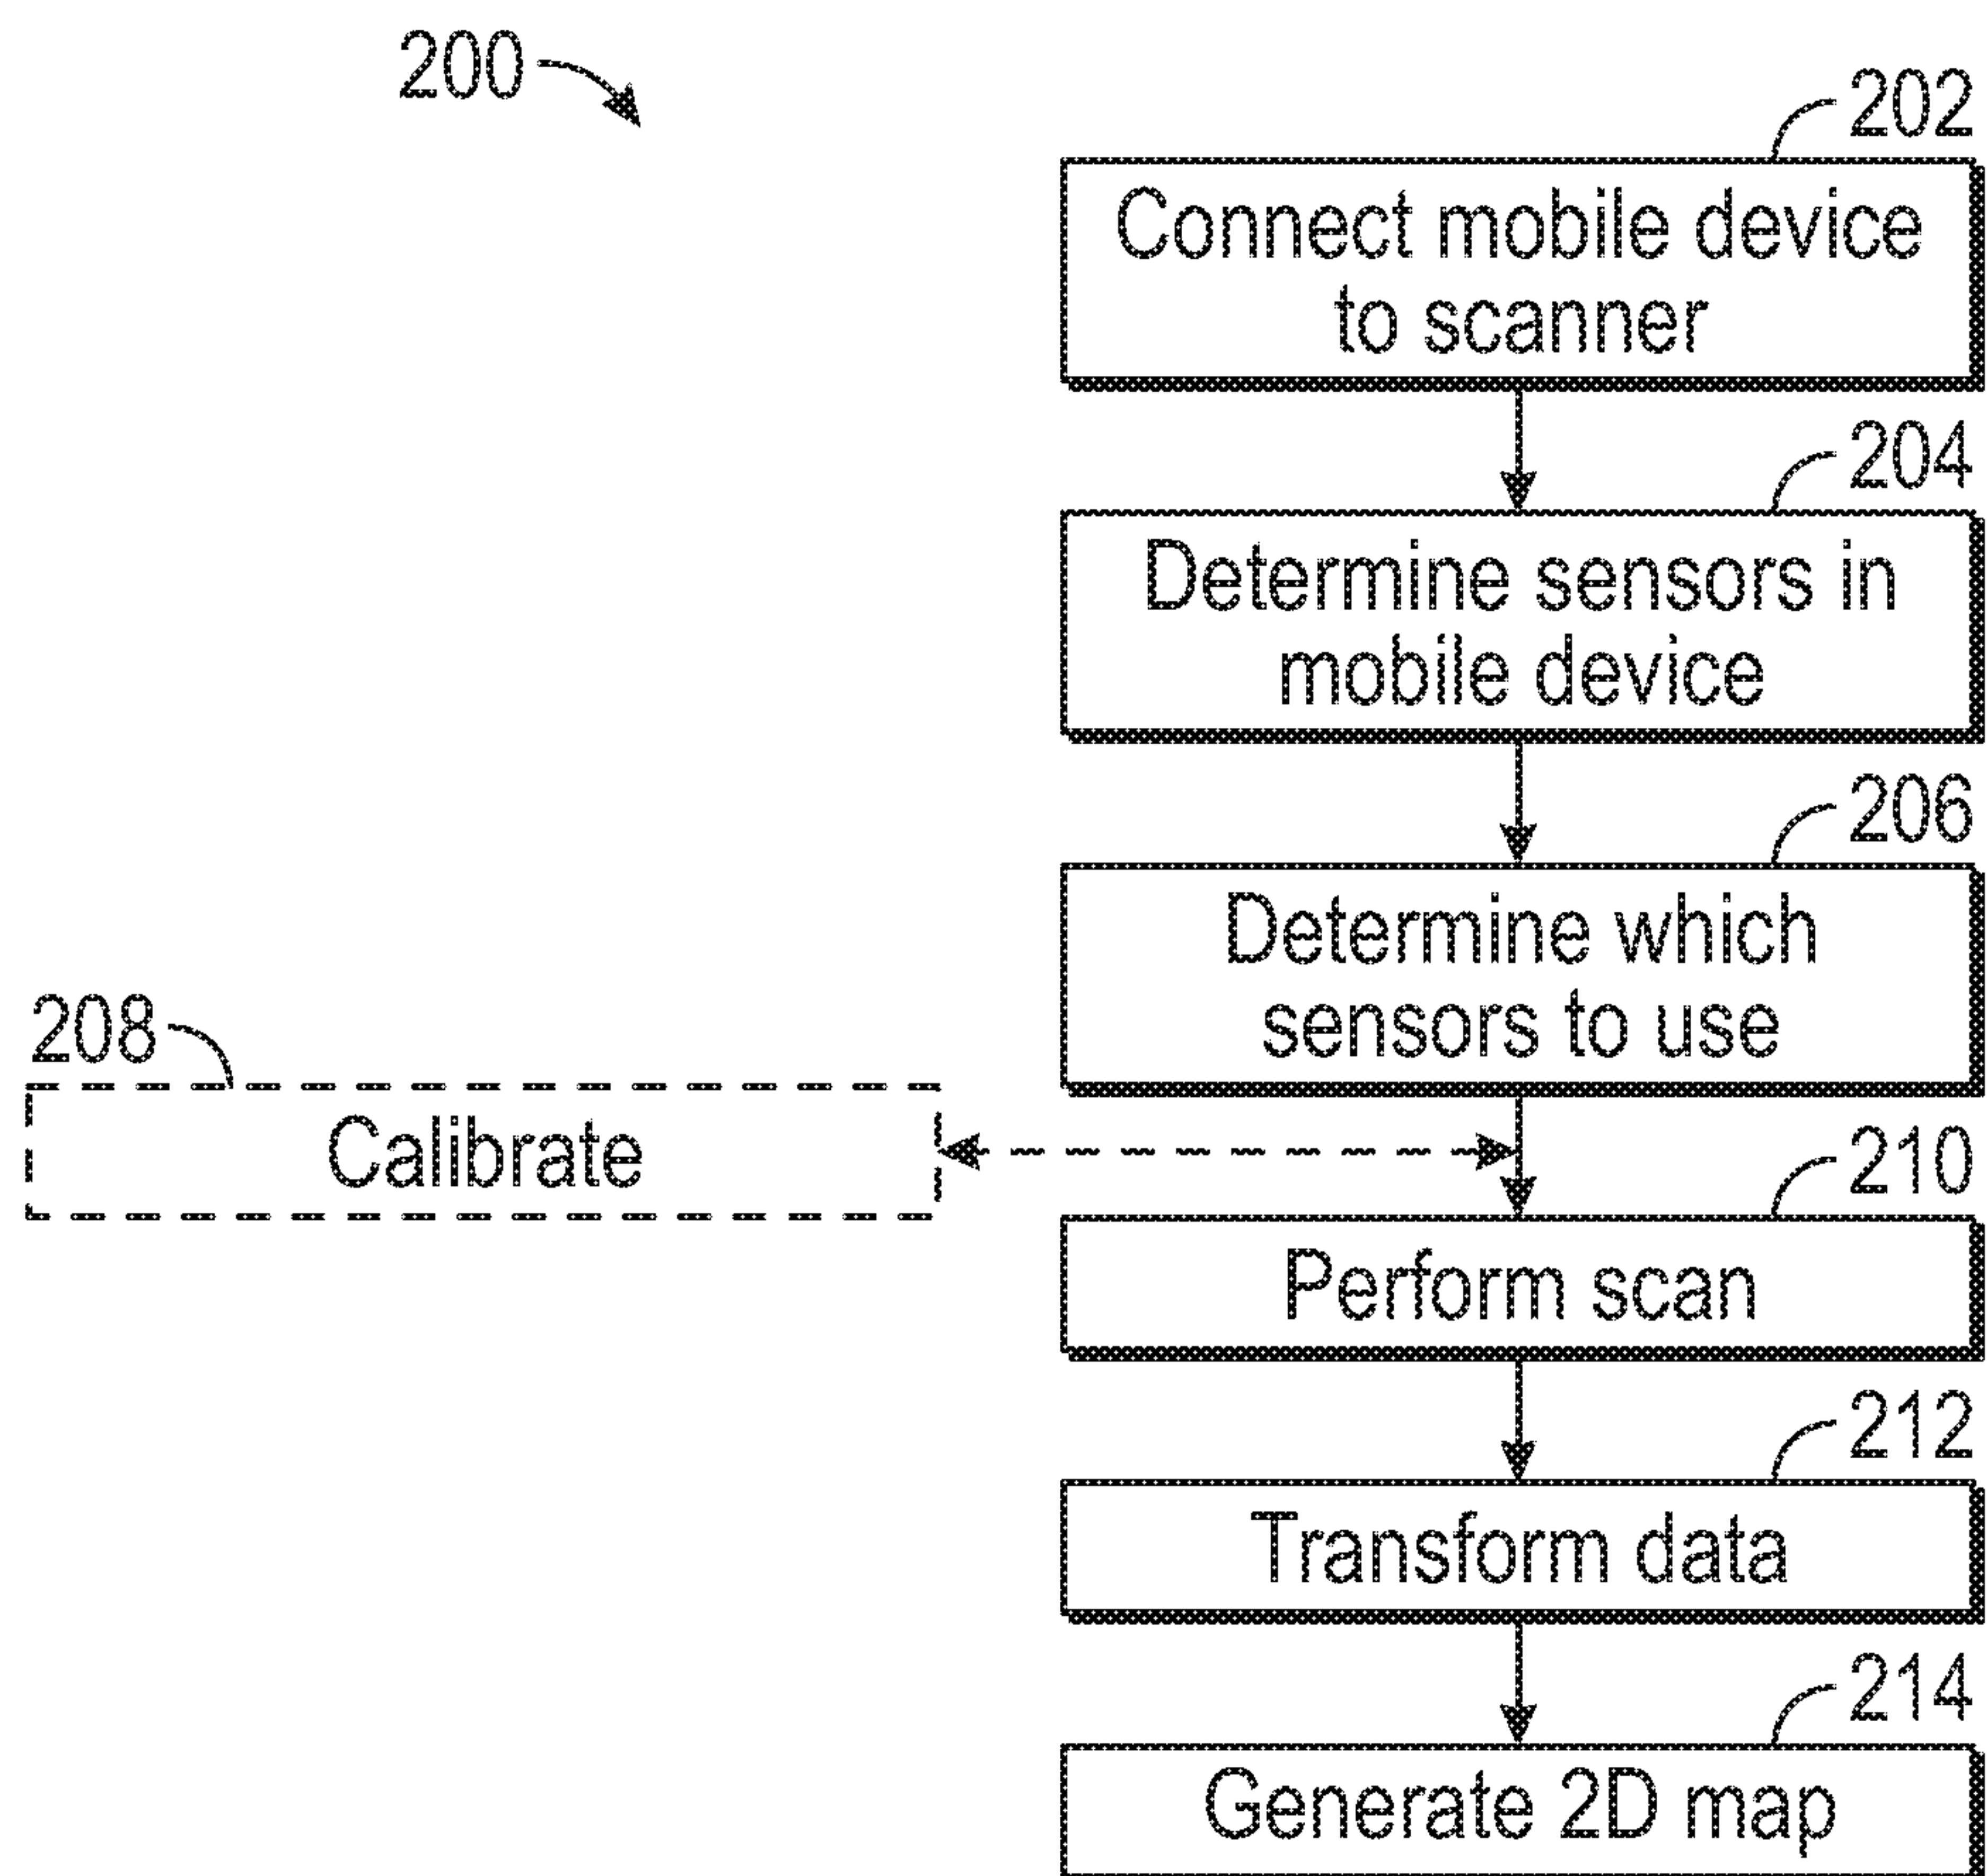 200
202
Connect mobile device
to scanner
204
Determine sensors in
mobile device
206
Determine which
sensors to use
208
Calibrate
210
Perform scan
212
Transform data
214
Generate 2D map